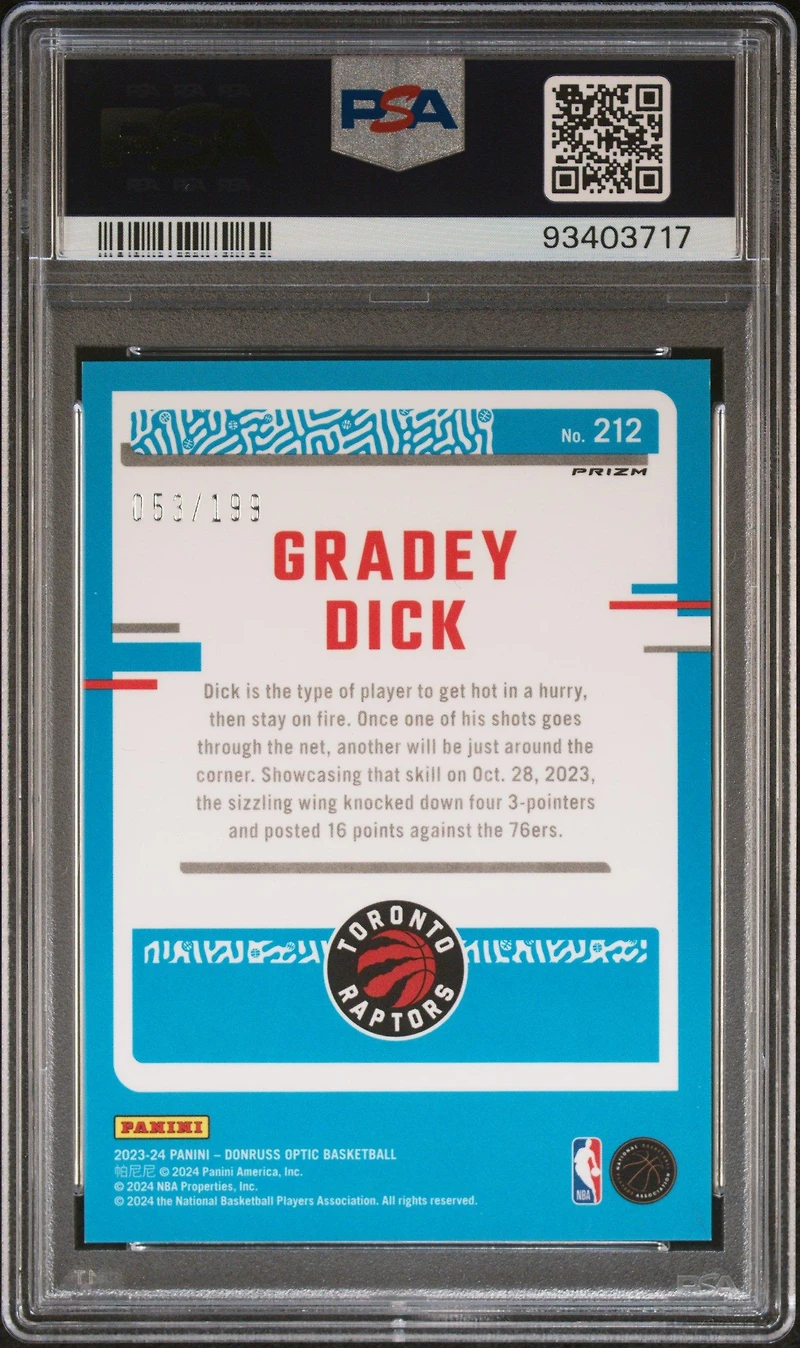 PSA
93403717
No. 212
PRIZM
053/199
GRADEY
DICK
Dick is the type of player to get hot in a hurry,
then stay on fire. Once one of his shots goes
through the net, another will be just around the
corner. Showcasing that skill on Oct. 28, 2023,
the sizzling wing knocked down four 3-pointers
and posted 16 points against the 76ers.
TORONTO
RAPTORS
PANINI
2023-24 PANINI – DONRUSS OPTIC BASKETBALL
帕尼尼 © 2024 Panini America, Inc.
© 2024 NBA Properties, Inc.
© 2024 the National Basketball Players Association. All rights reserved.
NBA
NATIONAL BASKETBALL
PLAYERS ASSOCIATION
PSA